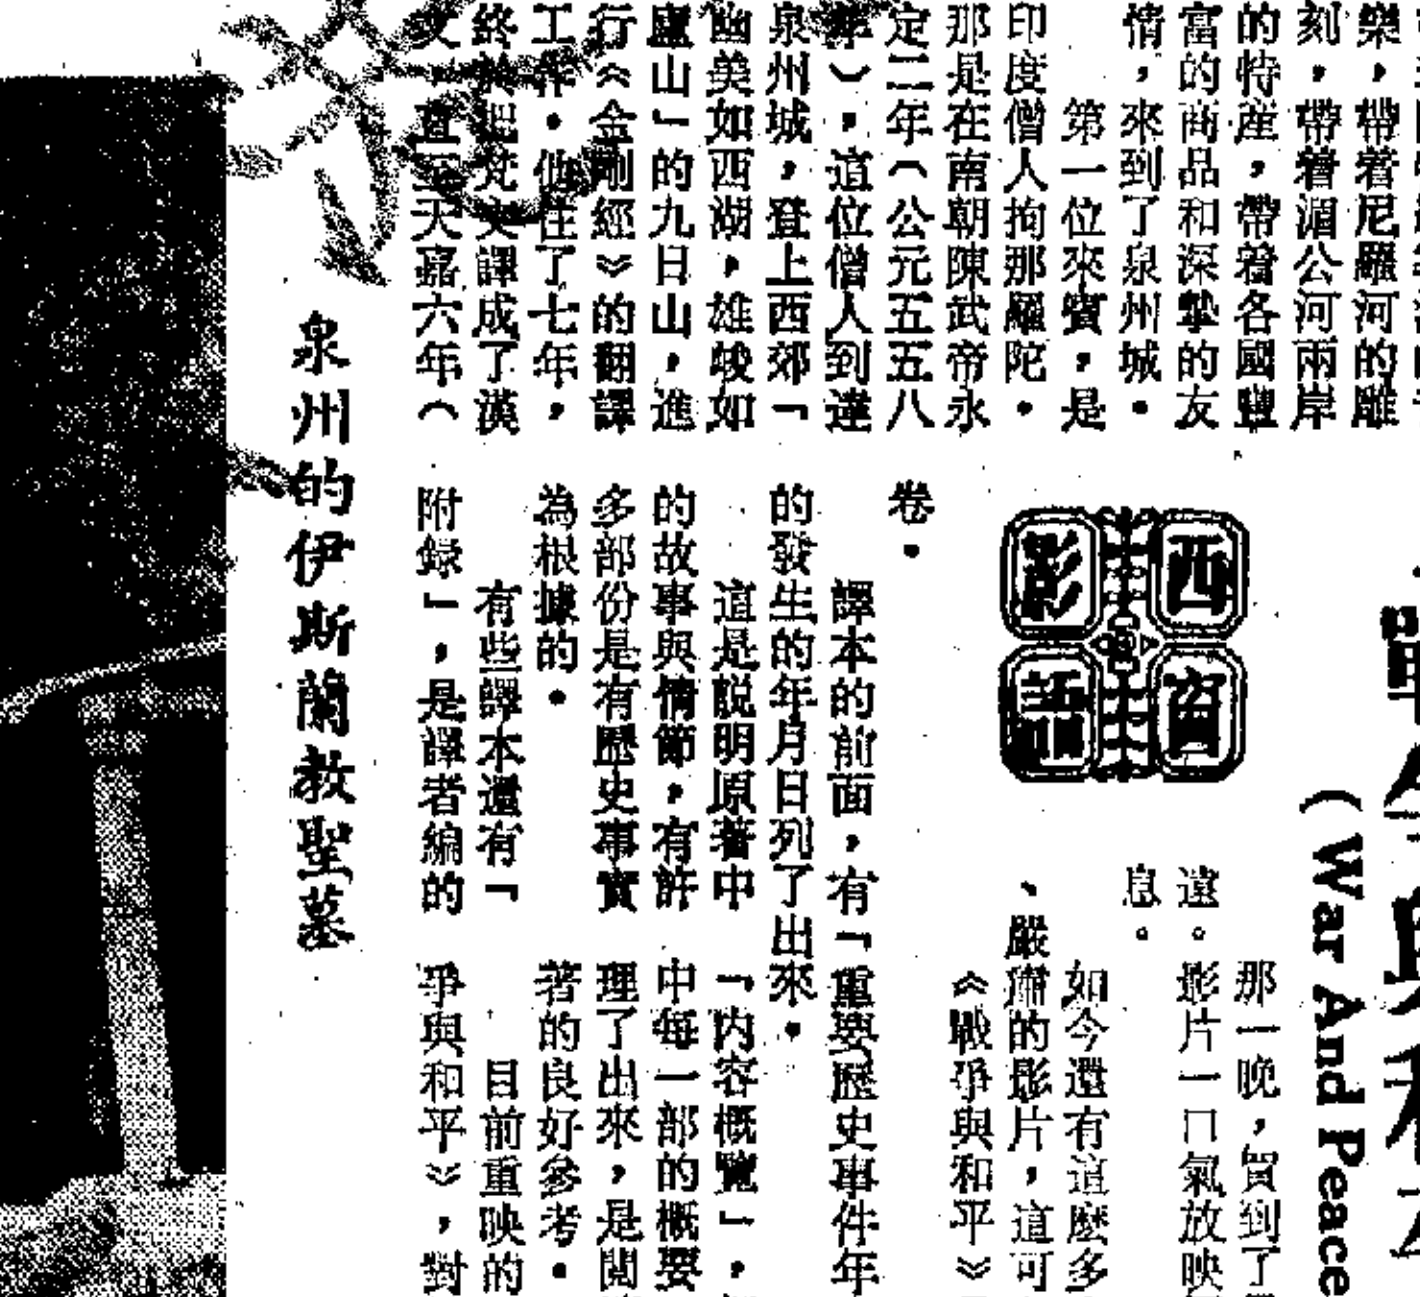 樂，帶着尼羅河的雕
刻，帶着湄公河兩岸
的特産，帶着各國豐
富的商品和深摯的友
情，來到了泉州城。
第一位來賓，是
印度僧人拘那羅陀。
那是在南朝陳武帝永
定二年（公元五五八
年），這位僧人到達
泉州城，登上西郊「
幽美如西湖，雄峻如
廬山」的九日山，進
行《金剛經》的翻譯
工作。他住了七年，
終於把梵文譯成了漢
文。直至天嘉六年（
泉州的伊斯蘭教聖墓
西窗
影話
(War And Peace
那一晚，買到了
遠。影片一口氣放映
息。
如今還有這麽多
、嚴肅的影片，這可
《戰爭與和平》
卷。
譯本的前面，有「重要歷史事件年
的發生的年月日列了出來。
這是説明原著中
的故事與情節，有許
多部份是有歷史事實
為根據的。
有些譯本還有「
附録」，是譯者編的
「内容概覽」，
中每一部的概要
理了出來，是閲
著的良好參考。
目前重映的
爭與和平》，對